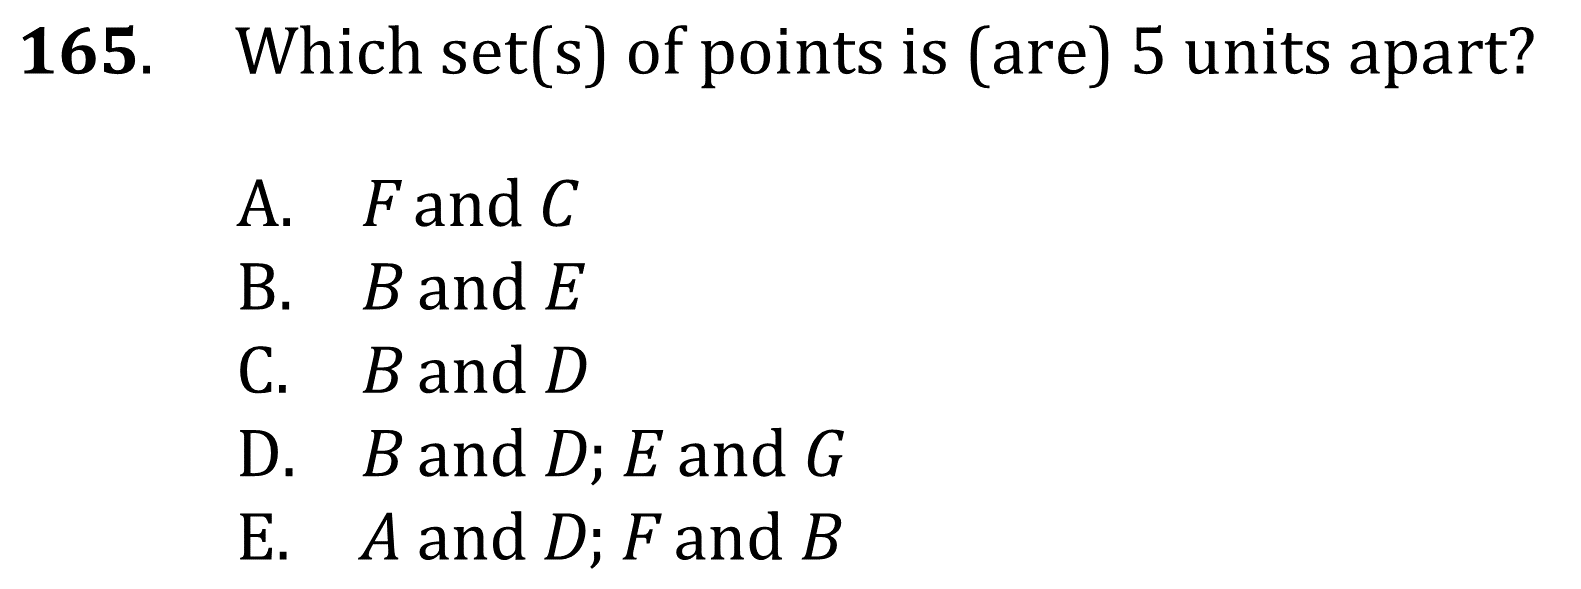 165. Which set(s) of points is (are) 5 units apart?
A. F and C
B. B and E
C. B and D
D. B and D; E and G
E. A and D; F and B